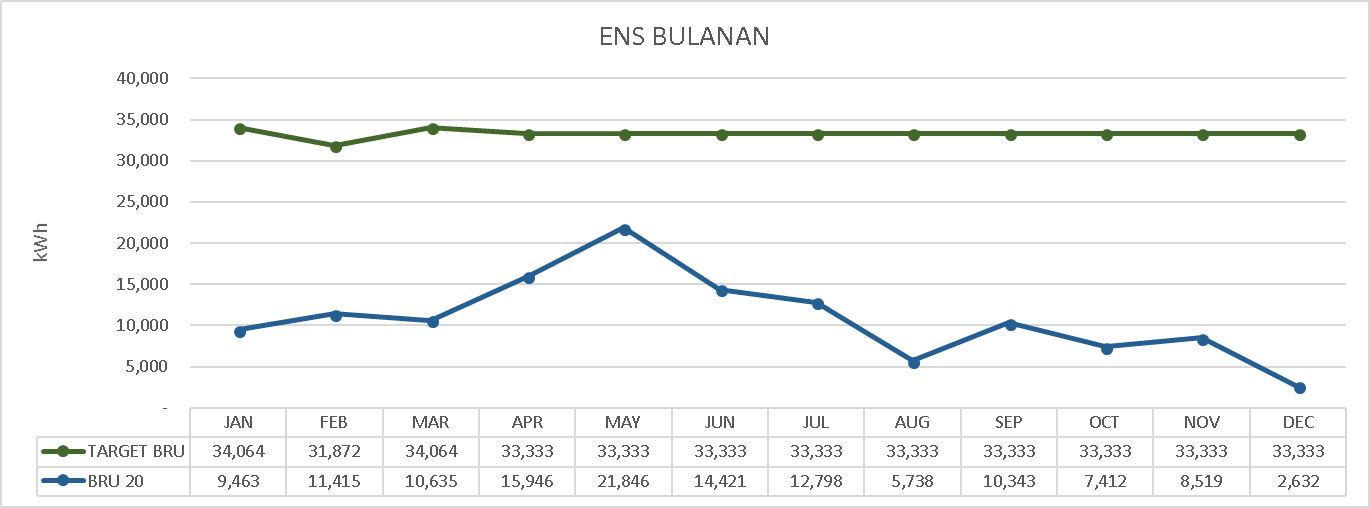 ENS BULANAN
40,000
35,000
30,000
25,000
20,000
15,000
10,000
5,000
-
kWh
JAN FEB MAR APR MAY JUN JUL AUG SEP OCT NOV DEC
TARGET BRU 34,064 31,872 34,064 33,333 33,333 33,333 33,333 33,333 33,333 33,333 33,333 33,333
BRU 20 9,463 11,415 10,635 15,946 21,846 14,421 12,798 5,738 10,343 7,412 8,519 2,632